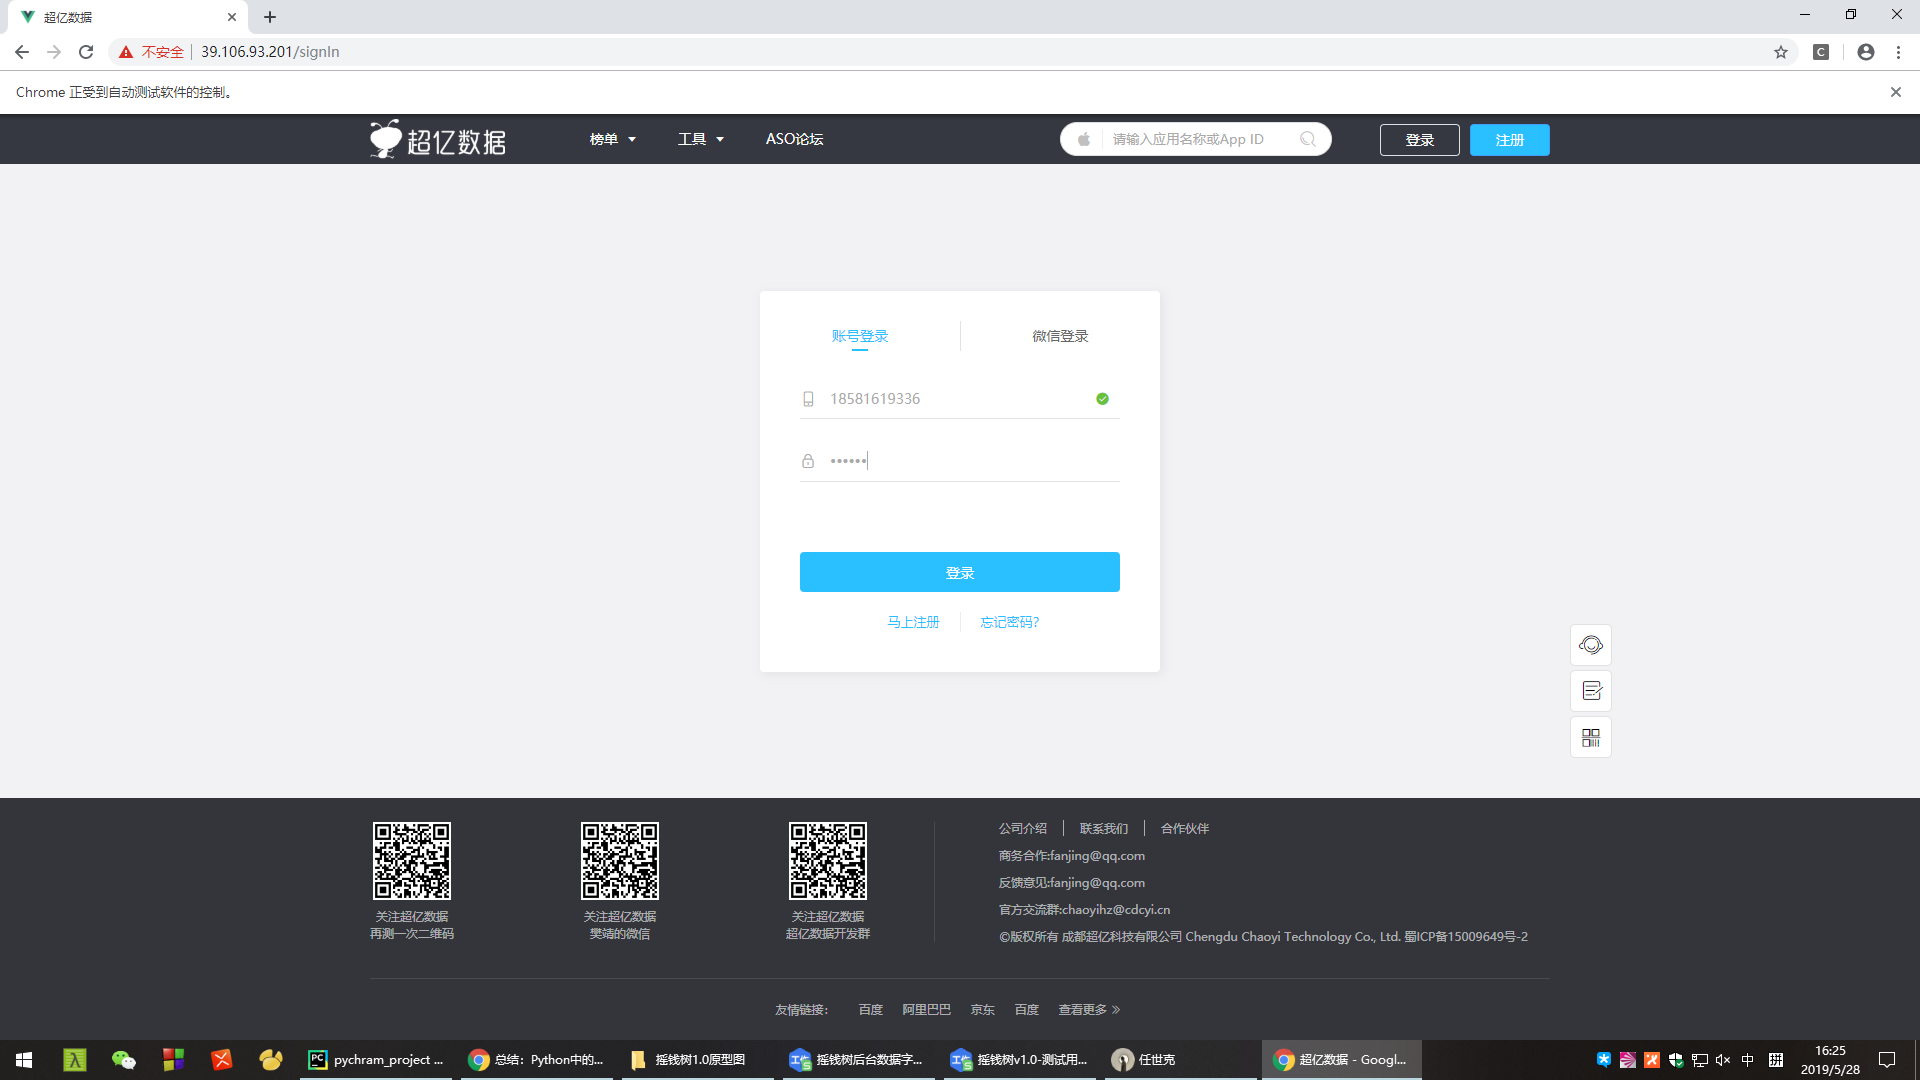 超亿数据
不安全 39.106.93.201/signIn
Chrome 正受到自动测试软件的控制。
超亿数据 榜单 工具 ASO论坛 请输入应用名称或App ID 登录 注册
账号登录 微信登录
18581619336
••••••
登录
马上注册 忘记密码?
公司介绍 联系我们 合作伙伴
商务合作:fanjing@qq.com
反馈意见:fanjing@qq.com
官方交流群:chaoyihz@cdcyi.cn
©版权所有 成都超亿科技有限公司 Chengdu Chaoyi Technology Co., Ltd. 蜀ICP备15009649号-2
关注超亿数据 关注超亿数据 关注超亿数据
再测一次二维码 樊靖的微信 超亿数据开发群
友情链接： 百度 阿里巴巴 京东 百度 查看更多
pychram_project ... 总结：Python中的... 摇钱树1.0原型图 摇钱树后台数据字... 摇钱树v1.0-测试用... 任世充 超亿数据 - Googl... 中 拼 16:25
2019/5/28